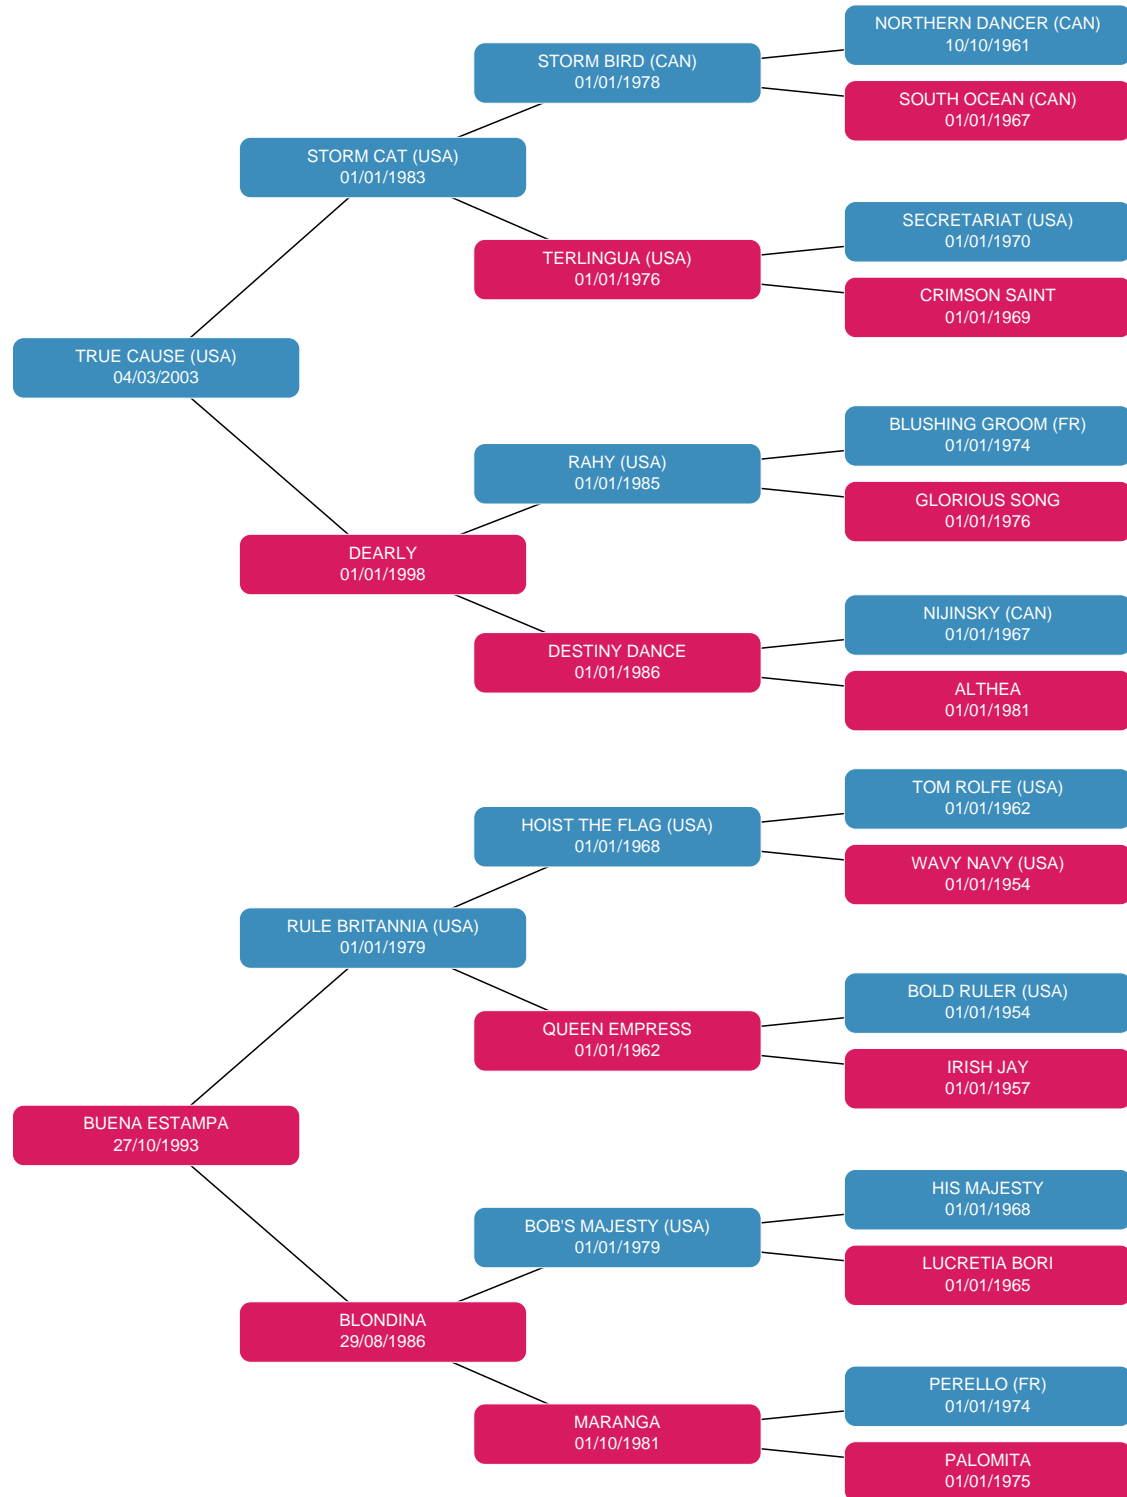 NORTHERN DANCER (CAN)
10/10/1961
STORM BIRD (CAN)
01/01/1978
SOUTH OCEAN (CAN)
01/01/1967
STORM CAT (USA)
01/01/1983
SECRETARIAT (USA)
01/01/1970
TERLINGUA (USA)
01/01/1976
CRIMSON SAINT
01/01/1969
TRUE CAUSE (USA)
04/03/2003
BLUSHING GROOM (FR)
01/01/1974
RAHY (USA)
01/01/1985
GLORIOUS SONG
01/01/1976
DEARLY
01/01/1998
NIJINSKY (CAN)
01/01/1967
DESTINY DANCE
01/01/1986
ALTHEA
01/01/1981
TOM ROLFE (USA)
01/01/1962
HOIST THE FLAG (USA)
01/01/1968
WAVY NAVY (USA)
01/01/1954
RULE BRITANNIA (USA)
01/01/1979
BOLD RULER (USA)
01/01/1954
QUEEN EMPRESS
01/01/1962
IRISH JAY
01/01/1957
BUENA ESTAMPA
27/10/1993
HIS MAJESTY
01/01/1968
BOB'S MAJESTY (USA)
01/01/1979
LUCRETIA BORI
01/01/1965
BLONDINA
29/08/1986
PERELLO (FR)
01/01/1974
MARANGA
01/10/1981
PALOMITA
01/01/1975